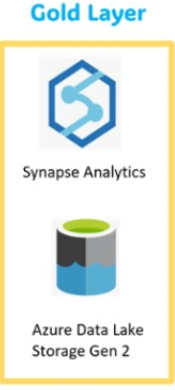 Gold Layer
Synapse Analytics
Azure Data Lake
Storage Gen 2